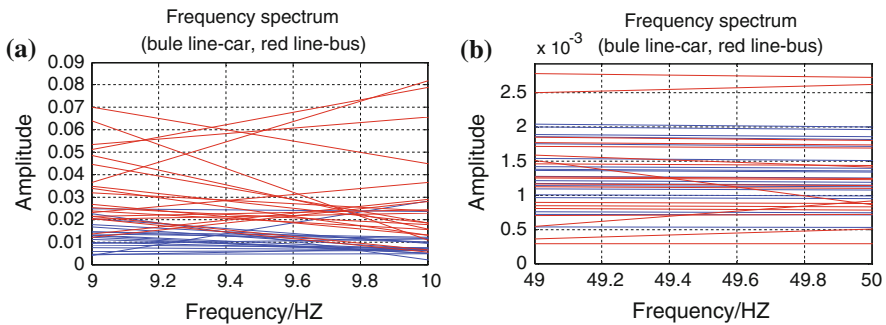 Frequency spectrum
(bule line-car, red line-bus)
(a)
0.09
0.08
0.07
0.06
0.05
0.04
0.03
0.02
0.01
0
Amplitude
9 9.2 9.4 9.6 9.8 10
Frequency/HZ
Frequency spectrum
(b) x 10⁻³ (bule line-car, red line-bus)
2.5
2
1.5
1
0.5
0
Amplitude
49 49.2 49.4 49.6 49.8 50
Frequency/HZ